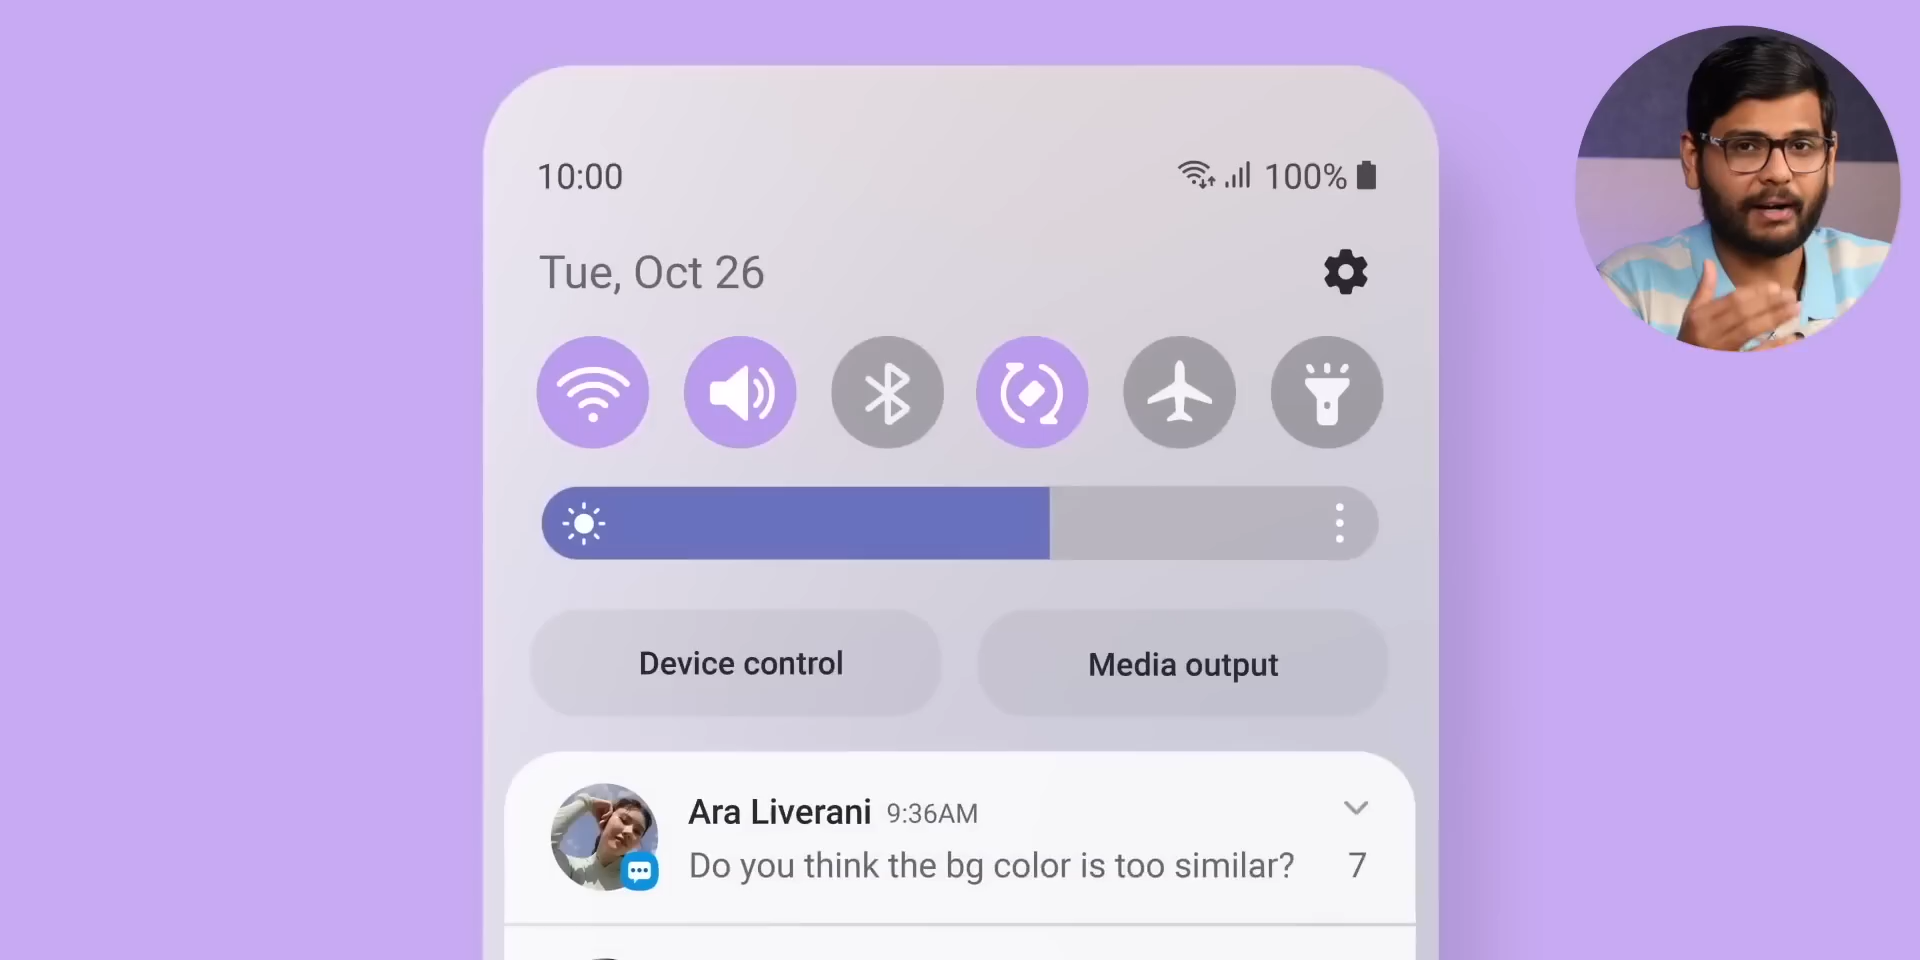 10:00
100%
Tue, Oct 26
Device control
Media output
Ara Liverani 9:36AM
Do you think the bg color is too similar? 7